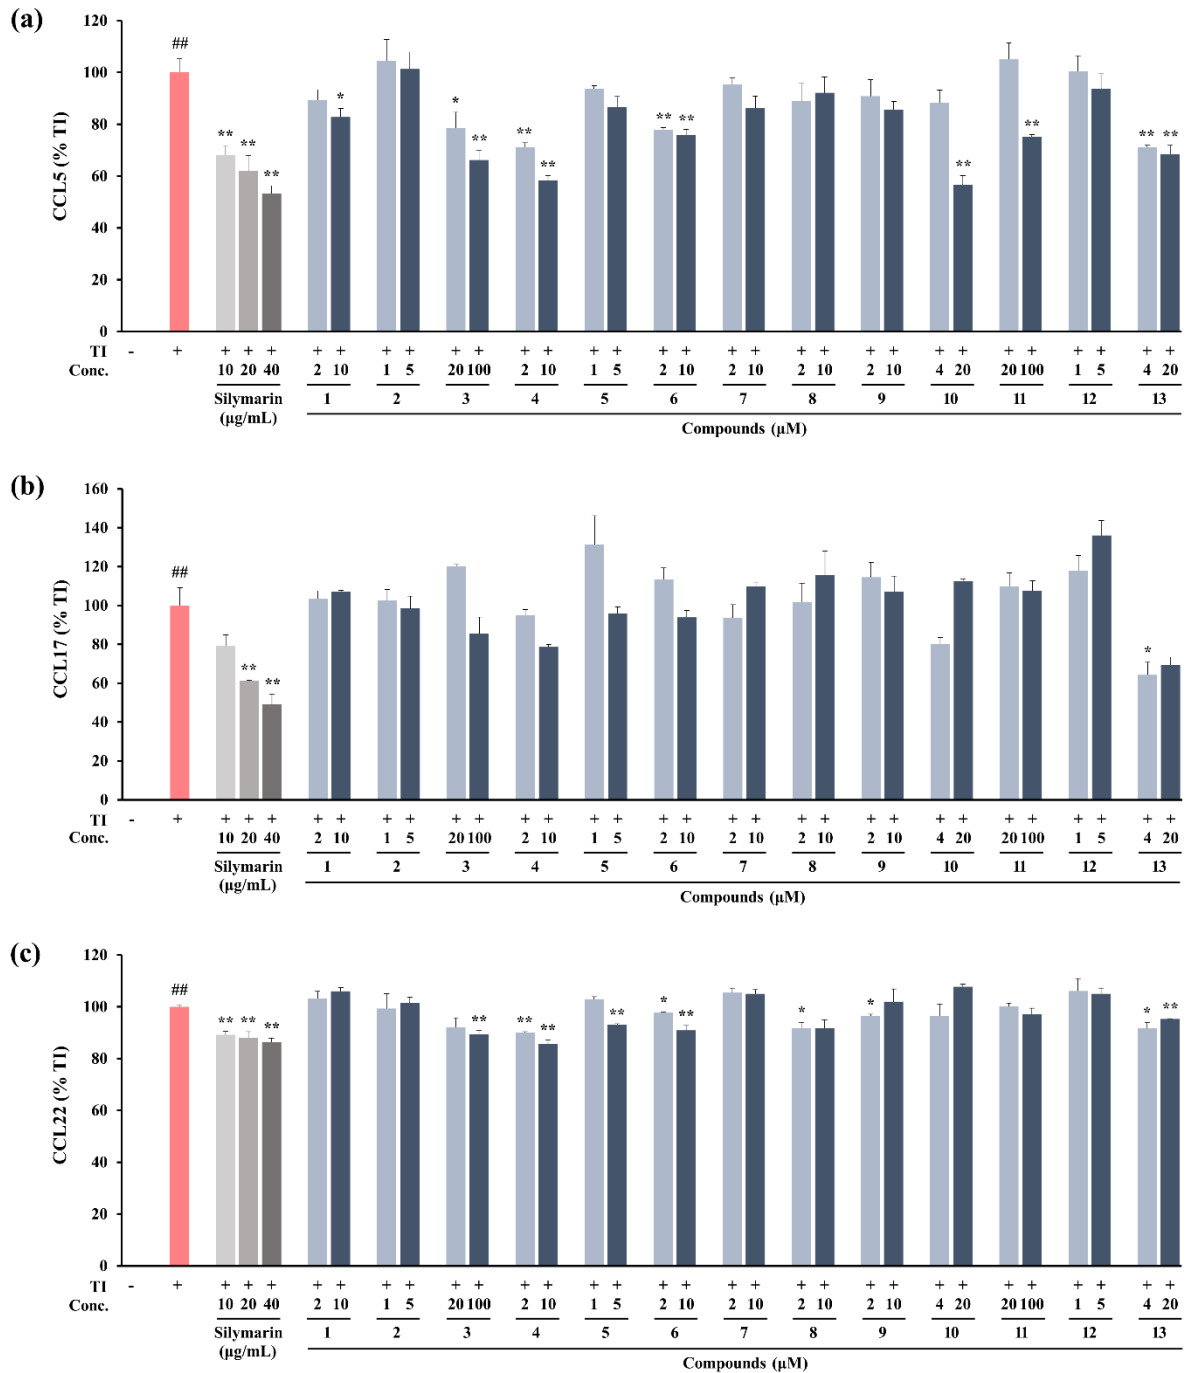 (a)
CCL5 (% TI)
120
100
80
60
40
20
0
##
** ** **
*
* **
** **
** **
**
**
** **
TI - + + + + + + + + + + + + + + + + + + + + + + + + + + + + + +
Conc. 10 20 40 2 10 1 5 20 100 2 10 1 5 2 10 2 10 2 10 2 10 4 20 20 100 1 5 4 20
Silymarin 1 2 3 4 5 6 7 8 9 10 11 12 13
(μg/mL) Compounds (μM)
(b)
CCL17 (% TI)
160
140
120
100
80
60
40
20
0
##
** **
*
TI - + + + + + + + + + + + + + + + + + + + + + + + + + + + + + +
Conc. 10 20 40 2 10 1 5 20 100 2 10 1 5 2 10 2 10 2 10 2 10 4 20 20 100 1 5 4 20
Silymarin 1 2 3 4 5 6 7 8 9 10 11 12 13
(μg/mL) Compounds (μM)
(c)
CCL22 (% TI)
120
100
80
60
40
20
0
##
** ** **
**
** **
**
* **
*
*
* **
TI - + + + + + + + + + + + + + + + + + + + + + + + + + + + + + +
Conc. 10 20 40 2 10 1 5 20 100 2 10 1 5 2 10 2 10 2 10 2 10 4 20 20 100 1 5 4 20
Silymarin 1 2 3 4 5 6 7 8 9 10 11 12 13
(μg/mL) Compounds (μM)